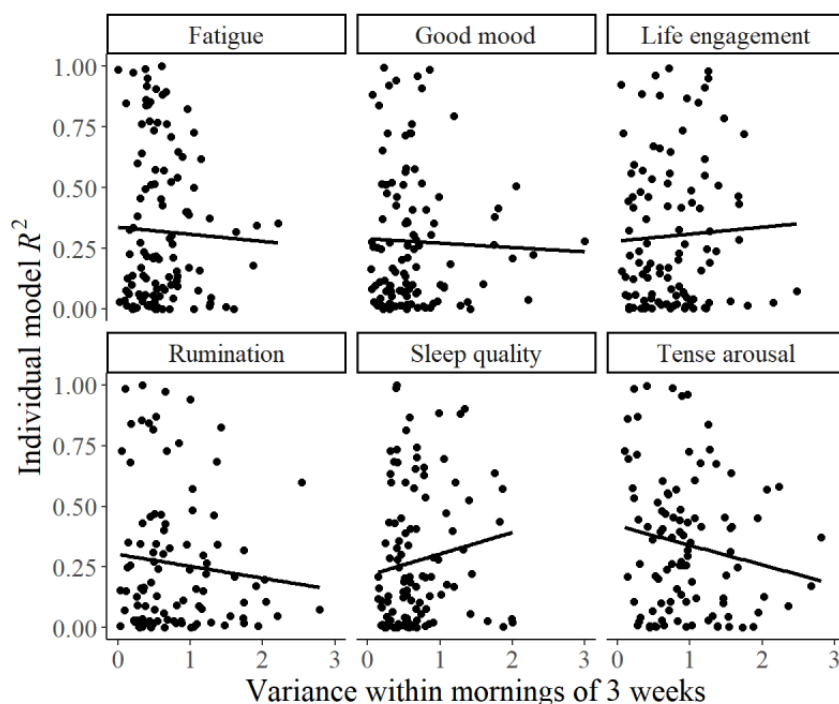 Fatigue Good mood Life engagement
1.00
0.75
0.50
0.25
0.00
Rumination Sleep quality Tense arousal
1.00
0.75
0.50
0.25
0.00
0 1 2 3 0 1 2 3 0 1 2 3
Individual model R²
Variance within mornings of 3 weeks